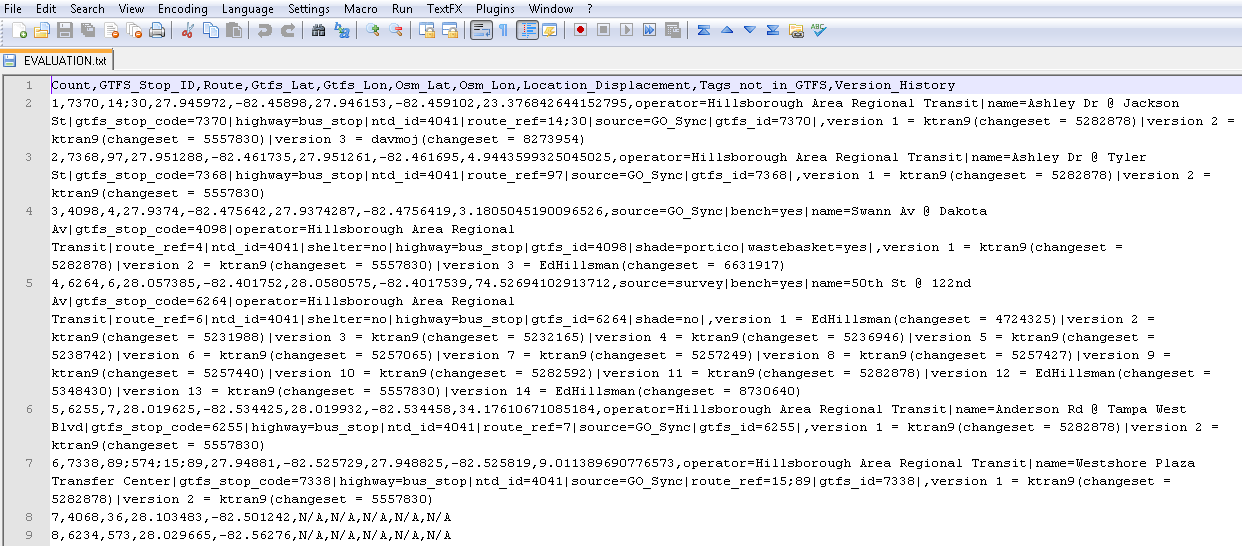 File Edit Search View Encoding Language Settings Macro Run TextFX Plugins Window ?
EVALUATION.txt
1 Count,GTFS_Stop_ID,Route,Gtfs_Lat,Gtfs_Lon,Osm_Lat,Osm_Lon,Location_Displacement,Tags_not_in_GTFS,Version_History
2 1,7370,14;30,27.945972,-82.45898,27.946153,-82.459102,23.376842644152795,operator=Hillsborough Area Regional Transit|name=Ashley Dr @ Jackson
St|gtfs_stop_code=7370|highway=bus_stop|ntd_id=4041|route_ref=14;30|source=GO_Sync|gtfs_id=7370|,version 1 = ktran9(changeset = 5282878)|version 2 =
ktran9(changeset = 5557830)|version 3 = davmoj(changeset = 8273954)
3 2,7368,97,27.951288,-82.461735,27.951261,-82.461695,4.9443599325045025,operator=Hillsborough Area Regional Transit|name=Ashley Dr @ Tyler
St|gtfs_stop_code=7368|highway=bus_stop|ntd_id=4041|route_ref=97|source=GO_Sync|gtfs_id=7368|,version 1 = ktran9(changeset = 5282878)|version 2 =
ktran9(changeset = 5557830)
4 3,4098,4,27.9374,-82.475642,27.9374287,-82.4756419,3.1805045190096526,source=GO_Sync|bench=yes|name=Swann Av @ Dakota
Av|gtfs_stop_code=4098|operator=Hillsborough Area Regional
Transit|route_ref=4|ntd_id=4041|shelter=no|highway=bus_stop|gtfs_id=4098|shade=portico|wastebasket=yes|,version 1 = ktran9(changeset =
5282878)|version 2 = ktran9(changeset = 5557830)|version 3 = EdHillsman(changeset = 6631917)
5 4,6264,6,28.057385,-82.401752,28.0580575,-82.4017539,74.52694102913712,source=survey|bench=yes|name=50th St @ 122nd
Av|gtfs_stop_code=6264|operator=Hillsborough Area Regional
Transit|route_ref=6|ntd_id=4041|shelter=no|highway=bus_stop|gtfs_id=6264|shade=no|,version 1 = EdHillsman(changeset = 4724325)|version 2 =
ktran9(changeset = 5231988)|version 3 = ktran9(changeset = 5232165)|version 4 = ktran9(changeset = 5236946)|version 5 = ktran9(changeset =
5238742)|version 6 = ktran9(changeset = 5257065)|version 7 = ktran9(changeset = 5257249)|version 8 = ktran9(changeset = 5257427)|version 9 =
ktran9(changeset = 5257440)|version 10 = ktran9(changeset = 5282592)|version 11 = ktran9(changeset = 5282878)|version 12 = EdHillsman(changeset =
5348430)|version 13 = ktran9(changeset = 5557830)|version 14 = EdHillsman(changeset = 8730640)
6 5,6255,7,28.019625,-82.534425,28.019932,-82.534458,34.17610671085184,operator=Hillsborough Area Regional Transit|name=Anderson Rd @ Tampa West
Blvd|gtfs_stop_code=6255|highway=bus_stop|ntd_id=4041|route_ref=7|source=GO_Sync|gtfs_id=6255|,version 1 = ktran9(changeset = 5282878)|version 2 =
ktran9(changeset = 5557830)
7 6,7338,89;574;15;89,27.94881,-82.525729,27.948825,-82.525819,9.011389690776573,operator=Hillsborough Area Regional Transit|name=Westshore Plaza
Transfer Center|gtfs_stop_code=7338|highway=bus_stop|ntd_id=4041|source=GO_Sync|route_ref=15;89|gtfs_id=7338|,version 1 = ktran9(changeset =
5282878)|version 2 = ktran9(changeset = 5557830)
8 7,4068,36,28.103483,-82.501242,N/A,N/A,N/A,N/A,N/A
9 8,6234,573,28.029665,-82.56276,N/A,N/A,N/A,N/A,N/A